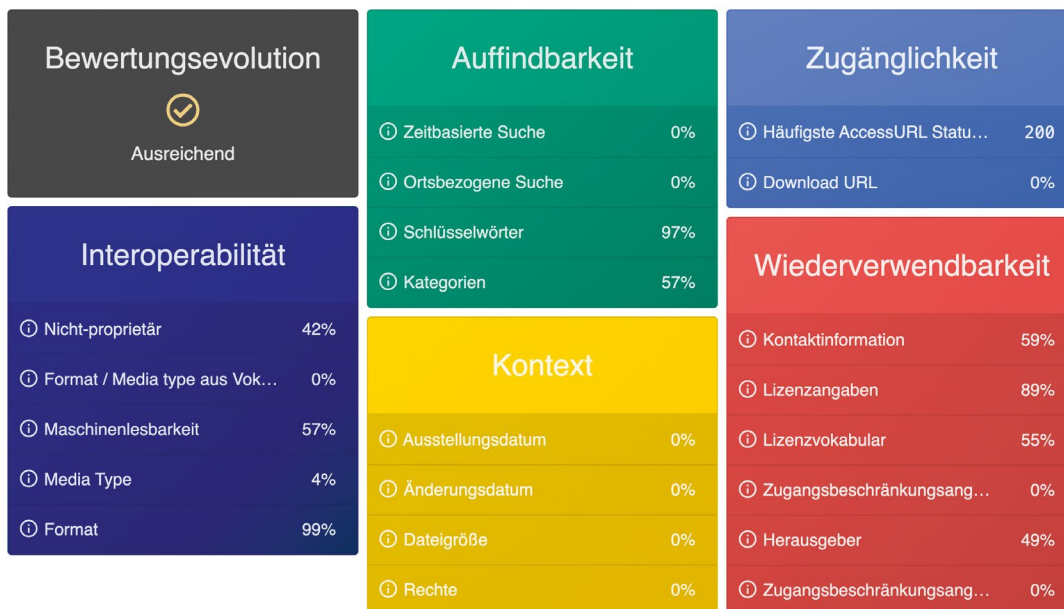 Bewertungsevolution
Ausreichend
Interoperabilität
Nicht-proprietär 42%
Format / Media type aus Vok... 0%
Maschinenlesbarkeit 57%
Media Type 4%
Format 99%
Auffindbarkeit
Zeitbasierte Suche 0%
Ortsbezogene Suche 0%
Schlüsselwörter 97%
Kategorien 57%
Kontext
Ausstellungsdatum 0%
Änderungsdatum 0%
Dateigröße 0%
Rechte 0%
Zugänglichkeit
Häufigste AccessURL Statu... 200
Download URL 0%
Wiederverwendbarkeit
Kontaktinformation 59%
Lizenzangaben 89%
Lizenzvokabular 55%
Zugangsbeschränkungsang... 0%
Herausgeber 49%
Zugangsbeschränkungsang... 0%